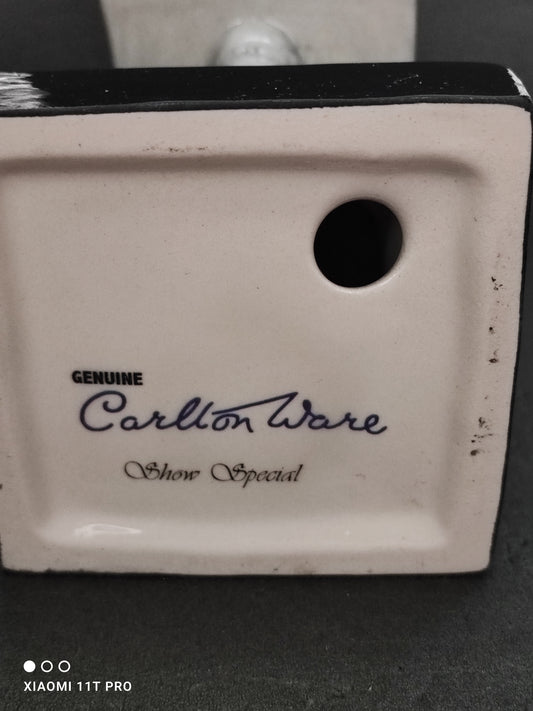 GENUINE
Carlton Ware
Show Special
XIAOMI 11T PRO